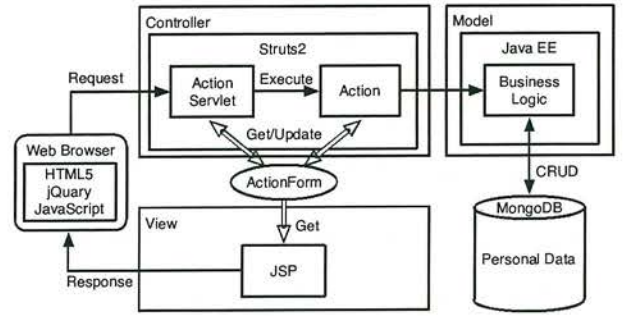 Controller
Model
Struts2
Java EE
Request
Action
Servlet
Execute
Action
Business
Logic
Get/Update
Web Browser
HTML5
jQuary
JavaScript
ActionForm
CRUD
MongoDB
View
Get
Personal Data
JSP
Response